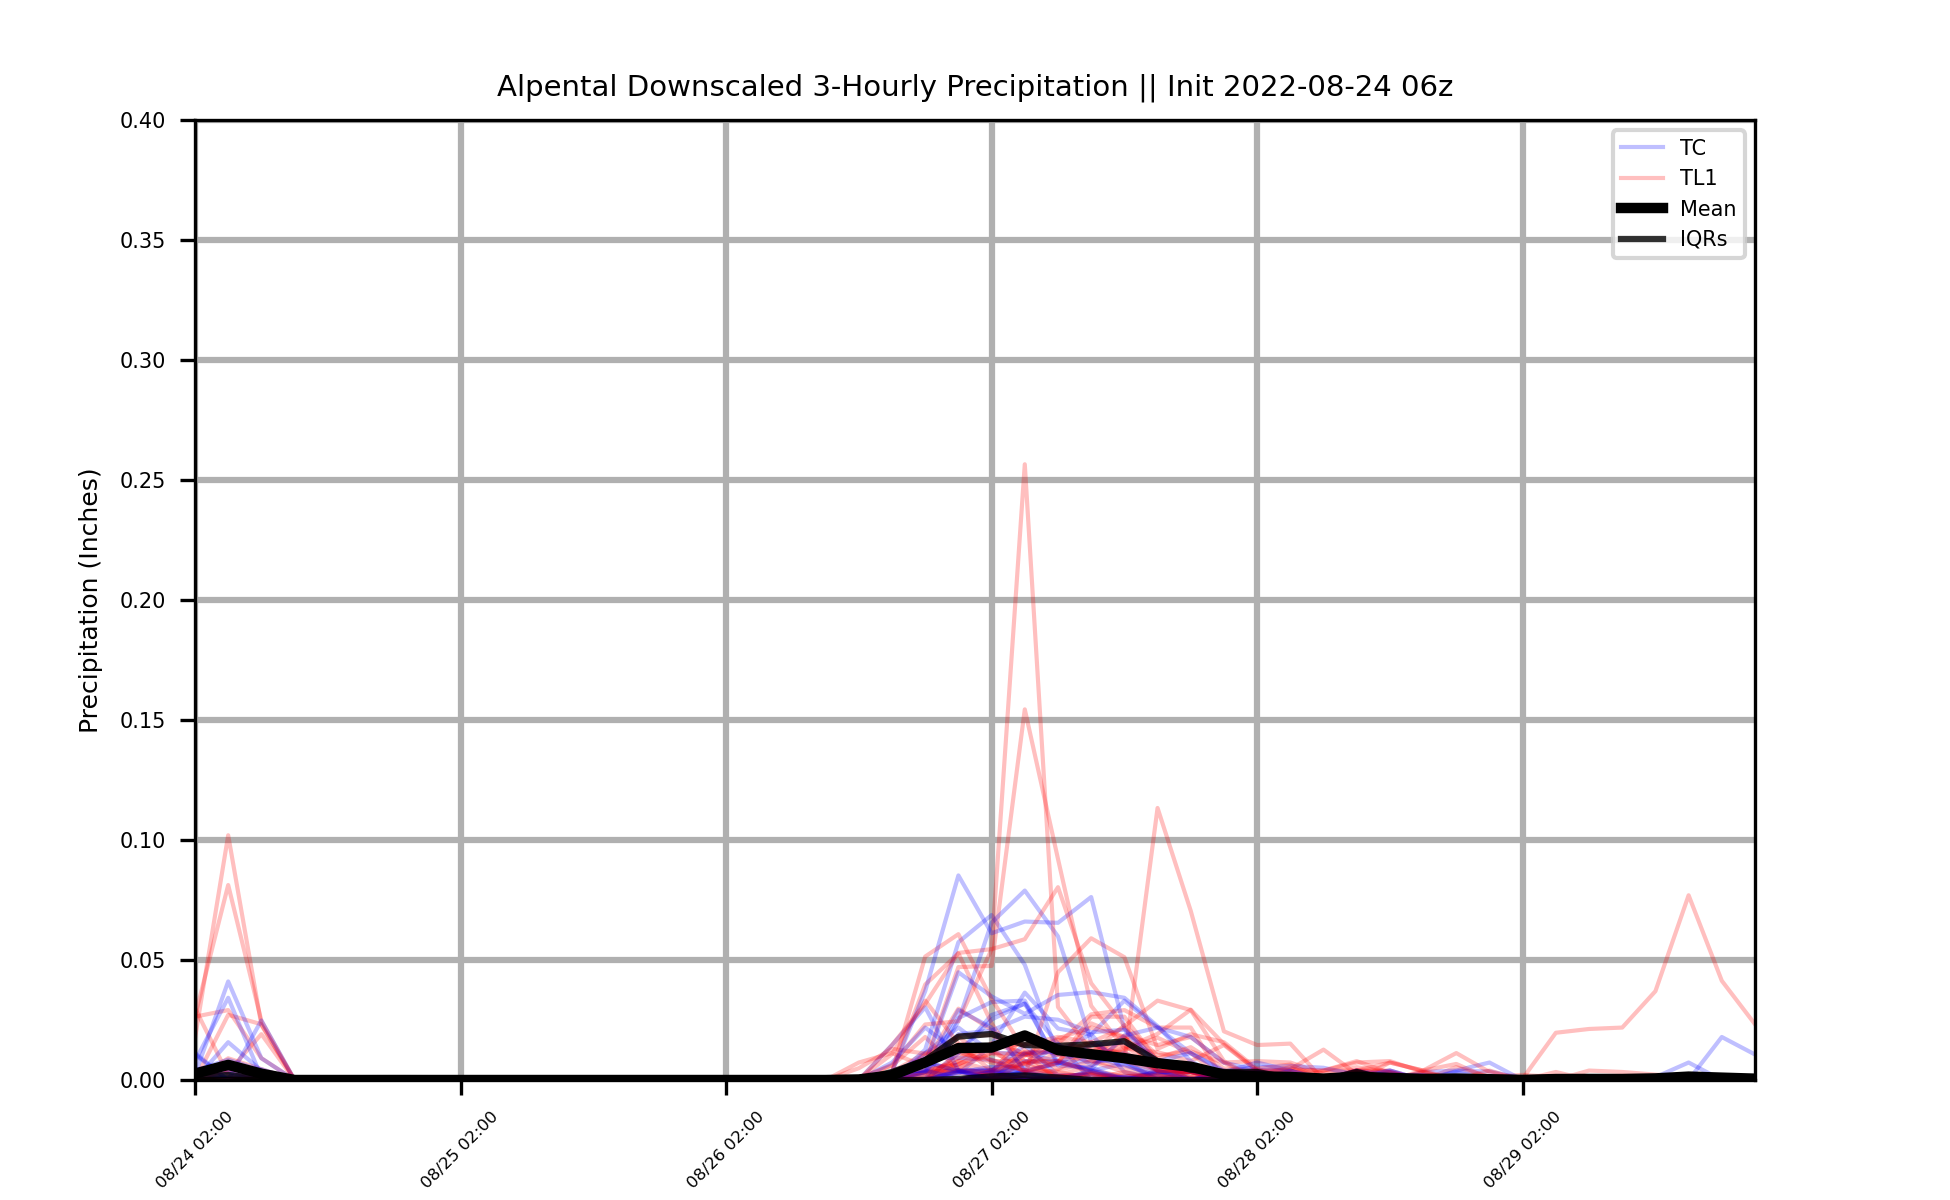 Alpental Downscaled 3-Hourly Precipitation || Init 2022-08-24 06z
TC
TL1
Mean
IQRs
Precipitation (Inches)
0.40
0.35
0.30
0.25
0.20
0.15
0.10
0.05
0.00
08/24 02:00
08/25 02:00
08/26 02:00
08/27 02:00
08/28 02:00
08/29 02:00